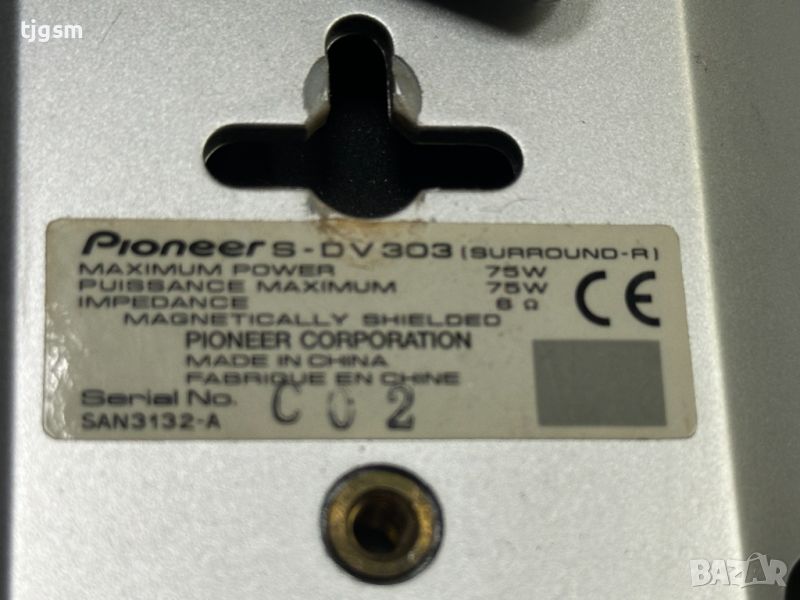 tjgsm
Pioneer S-DV303 (SURROUND-R)
MAXIMUM POWER 75W
PUISSANCE MAXIMUM 75W
IMPEDANCE 6 Ω
MAGNETICALLY SHIELDED
PIONEER CORPORATION
MADE IN CHINA
FABRIQUE EN CHINE
Serial No. C02
SAN3132-A
CE
BAZAR